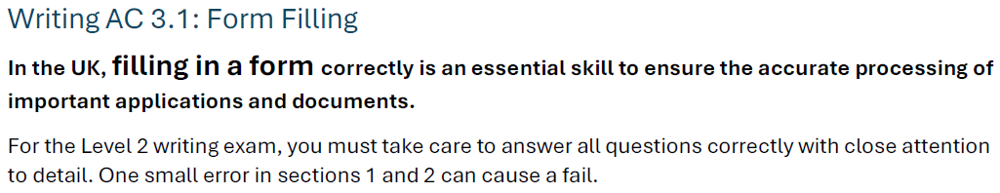 Writing AC 3.1: Form Filling
In the UK, filling in a form correctly is an essential skill to ensure the accurate processing of
important applications and documents.
For the Level 2 writing exam, you must take care to answer all questions correctly with close attention
to detail. One small error in sections 1 and 2 can cause a fail.